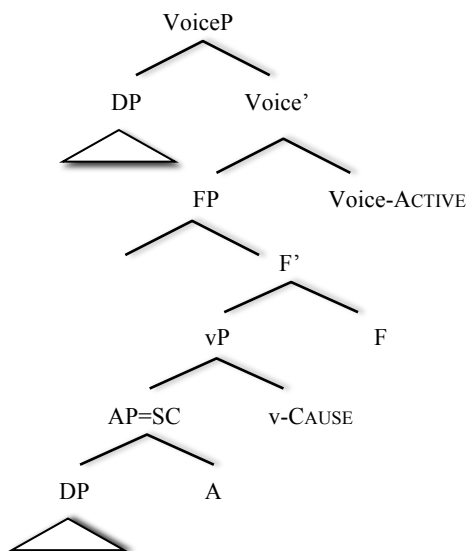 VoiceP
DP Voice’
FP Voice-ACTIVE
F’
vP F
AP=SC v-CAUSE
DP A